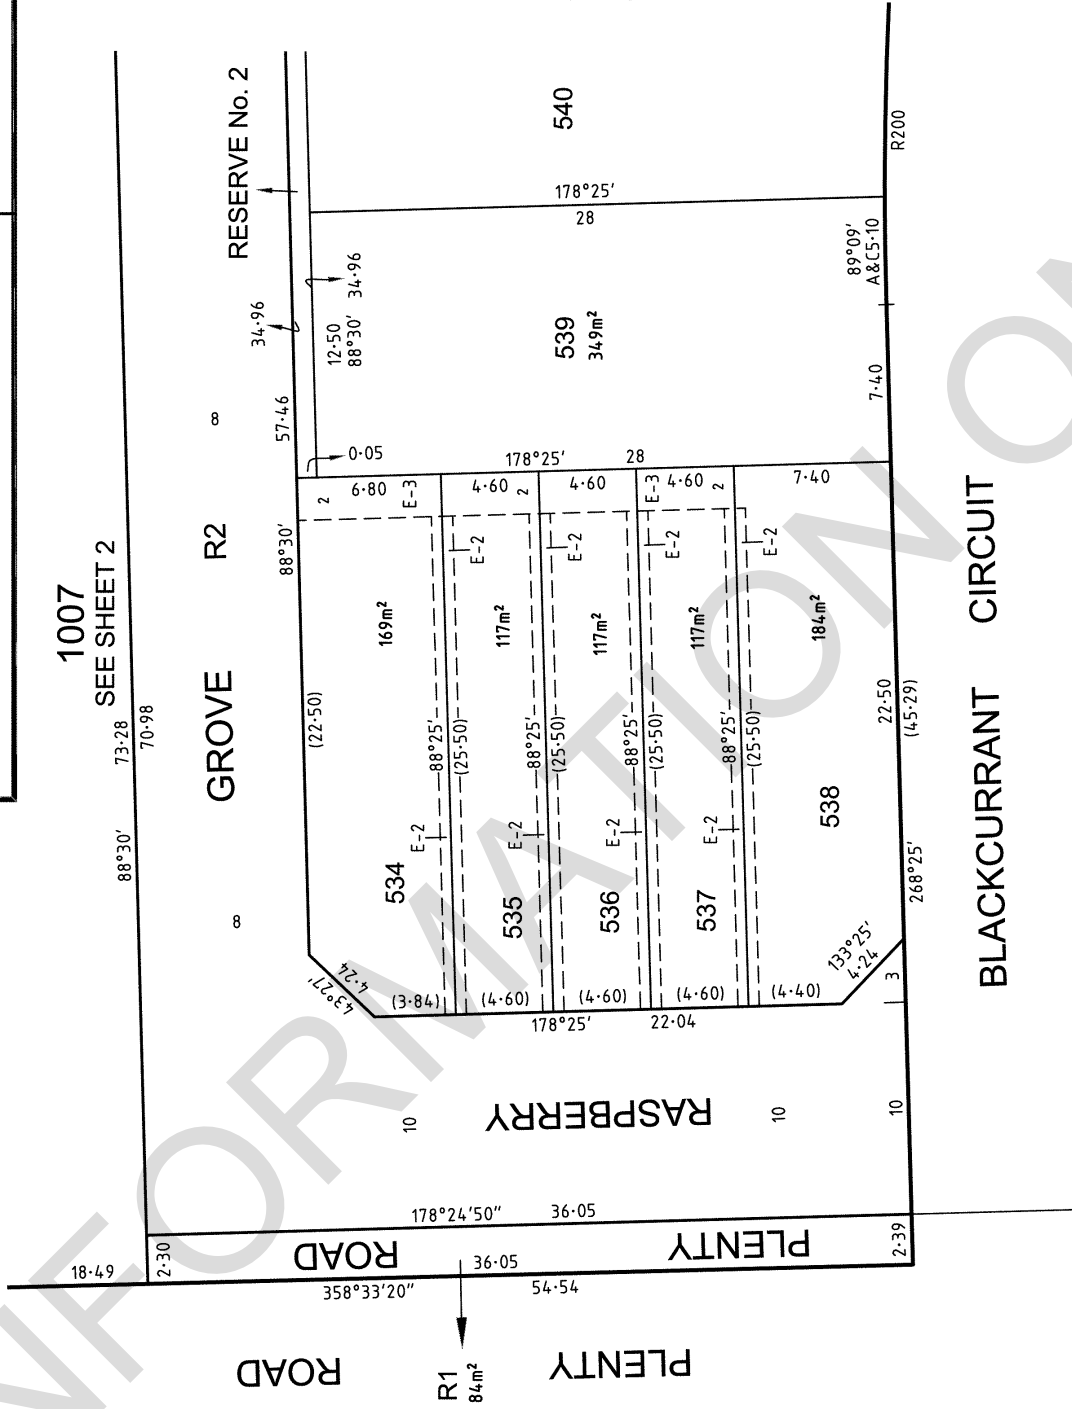 1007
SEE SHEET 2
88°30'
73·28
70·98
GROVE R2
RESERVE No. 2
8
8
34·96
57·46
88°30'
(22·50)
34·96
12·50
88°30'
0·05
540
178°25'
28
539
349m²
178°25'
28
R200
89°09'
A&C5·10
7·40
2
6·80
E-3
4·60
2
4·60
E-3
4·60
2
7·40
E-2
E-2
E-2
E-2
169m²
117m²
117m²
117m²
184m²
88°25'
(25·50)
88°25'
(25·50)
88°25'
(25·50)
88°25'
(25·50)
22·50
(45·29)
E-2
E-2
E-2
E-2
534
535
536
537
538
268°25'
4·24
43°27'
133°25'
4·24
3
(3·84)
(4·60)
(4·60)
(4·60)
(4·40)
178°25'
22·04
BLACKCURRANT CIRCUIT
RASPBERRY
10
10
10
178°24'50"
36·05
PLENTY ROAD
2·30
2·39
18·49
36·05
358°33'20"
54·54
R1
84m²
PLENTY ROAD
NFORMATION ON